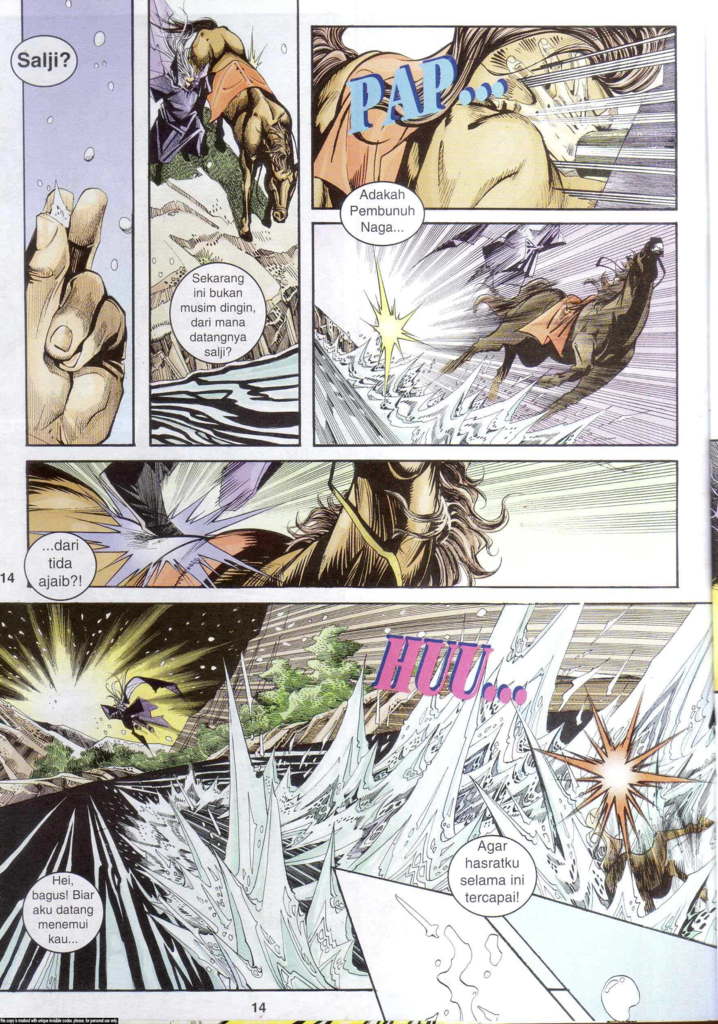 Salji?
Sekarang
ini bukan
musim dingin,
dari mana
datangnya
salji?
PAP...
Adakah
Pembunuh
Naga...
...dari
tida
ajaib?!
14
HUU...
Hei,
bagus! Biar
aku datang
menemui
kau...
Agar
hasratku
selama ini
tercapai!
14